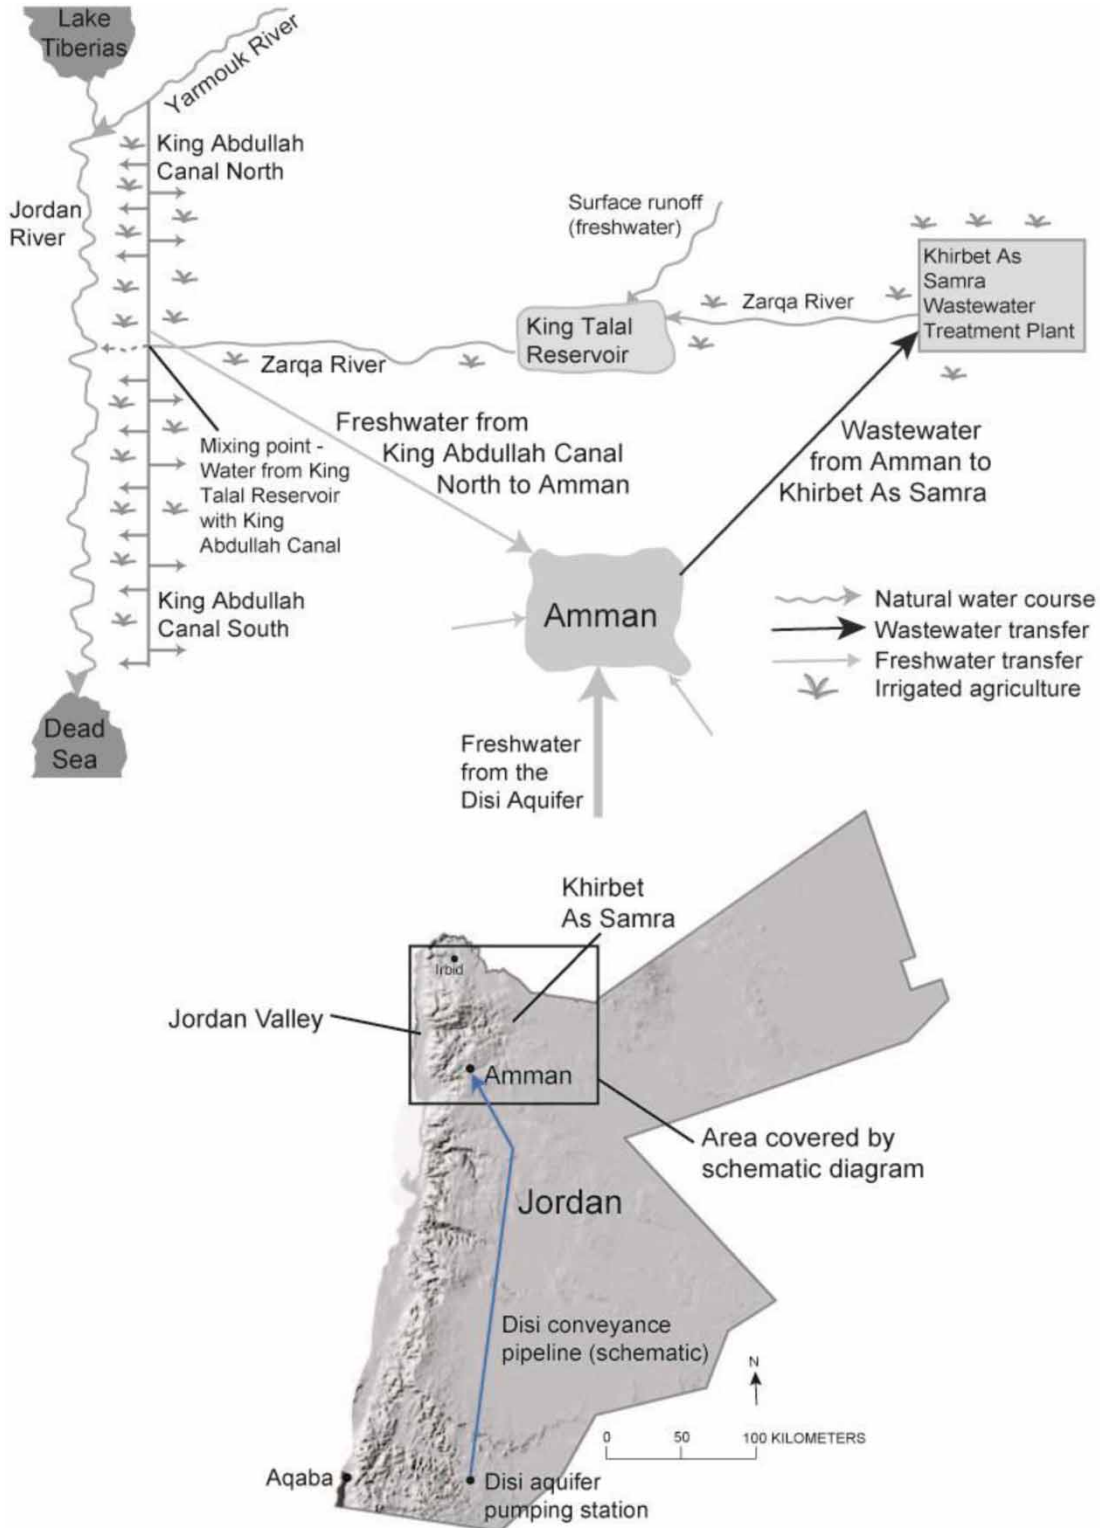 Lake
Tiberias
Yarmouk River
King Abdullah
Canal North
Jordan
River
Surface runoff
(freshwater)
Khirbet As
Samra
Wastewater
Treatment Plant
Zarqa River
King Talal
Reservoir
Zarqa River
Freshwater from
King Abdullah Canal
North to Amman
Wastewater
from Amman to
Khirbet As Samra
Mixing point -
Water from King
Talal Reservoir
with King
Abdullah Canal
King Abdullah
Canal South
Amman
Natural water course
Wastewater transfer
Freshwater transfer
Irrigated agriculture
Dead
Sea
Freshwater
from the
Disi Aquifer
Khirbet
As Samra
Irbid
Jordan Valley
Amman
Area covered by
schematic diagram
Jordan
Disi conveyance
pipeline (schematic)
N
0 50 100 KILOMETERS
Aqaba
Disi aquifer
pumping station